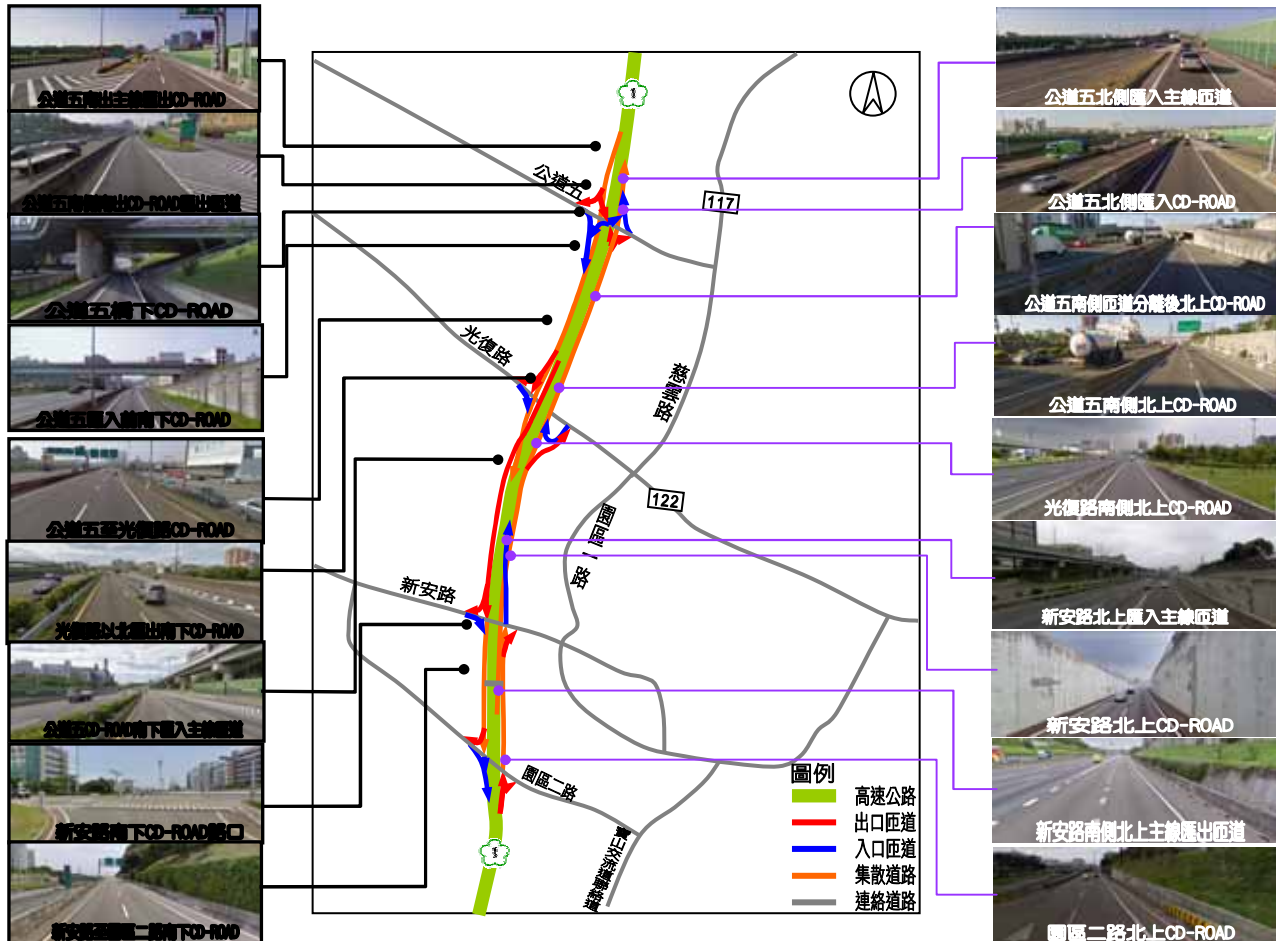 公道五南出主線匯出CD-ROAD
公道五南側南出CD-ROAD匯出匝道
公道五橋下CD-ROAD
公道五匯入前南下CD-ROAD
公道五至光復路CD-ROAD
光復路以北匯出南下CD-ROAD
公道五CD-ROAD南下匯入主線匝道
新安路南下CD-ROAD路口
新安路至園區二路南下CD-ROAD
1
公道五
117
光復路
慈雲路
122
園區一路
新安路
園區二路
寶山交流道聯絡道
1
圖例
高速公路
出口匝道
入口匝道
集散道路
連絡道路
公道五北側匯入主線匝道
公道五北側匯入CD-ROAD
公道五南側匝道分離後北上CD-ROAD
公道五南側北上CD-ROAD
光復路南側北上CD-ROAD
新安路北上匯入主線匝道
新安路北上CD-ROAD
新安路南側北上主線匯出匝道
園區二路北上CD-ROAD